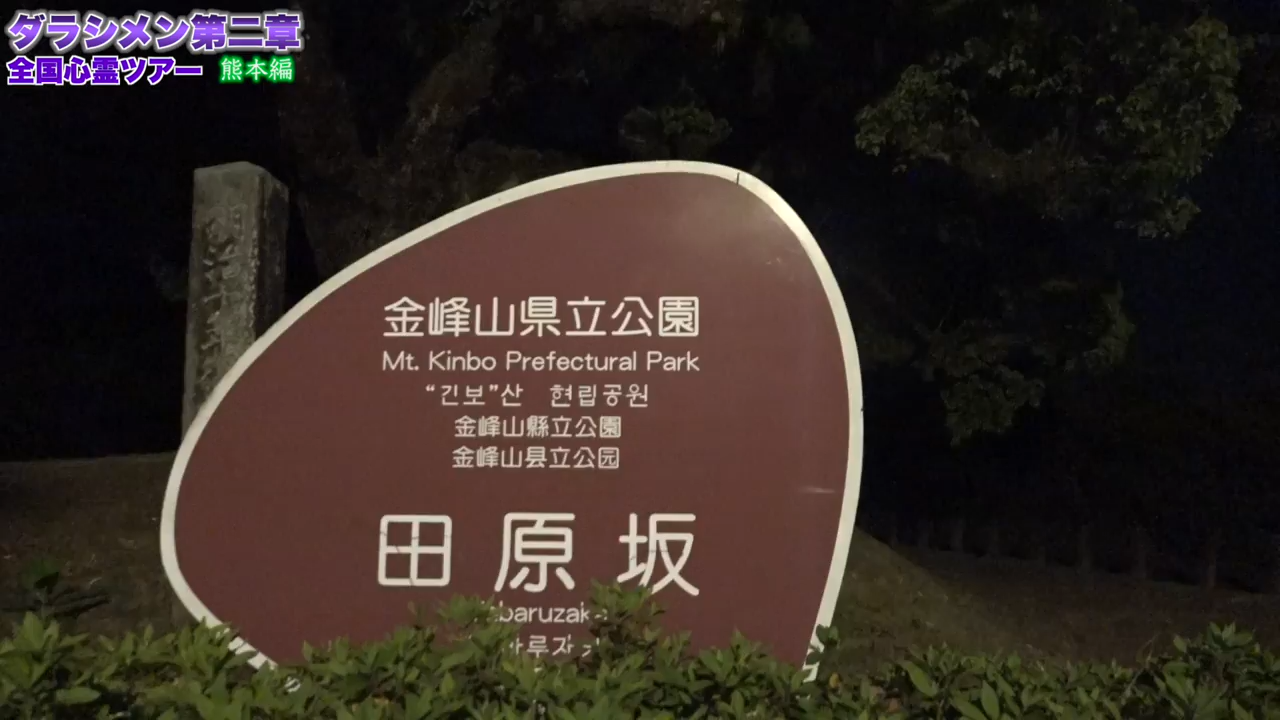 ダラシメン第二章
全国心霊ツアー 熊本編
金峰山県立公園
Mt. Kinbo Prefectural Park
“긴보”산 현립공원
金峰山縣立公園
金峰山县立公园
田原坂